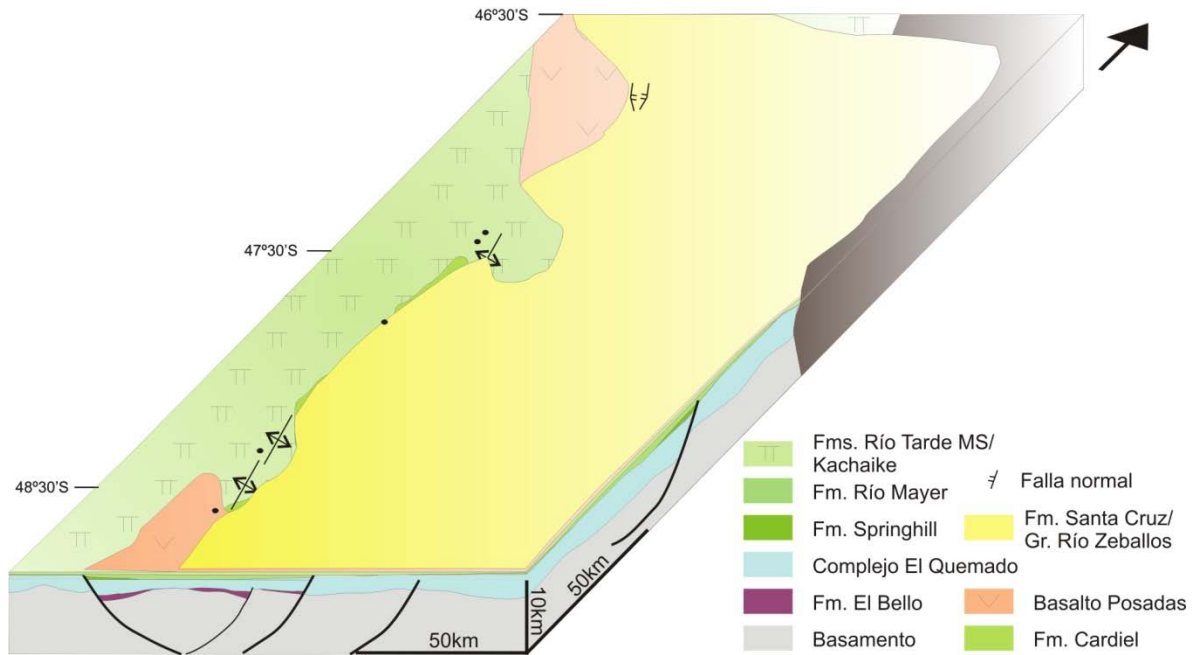 46º30'S
47º30'S
48º30'S
50km
10km
50km
Fms. Río Tarde MS/
Kachaike
Fm. Río Mayer
Fm. Springhill
Complejo El Quemado
Fm. El Bello
Basamento
Falla normal
Fm. Santa Cruz/
Gr. Río Zeballos
Basalto Posadas
Fm. Cardiel